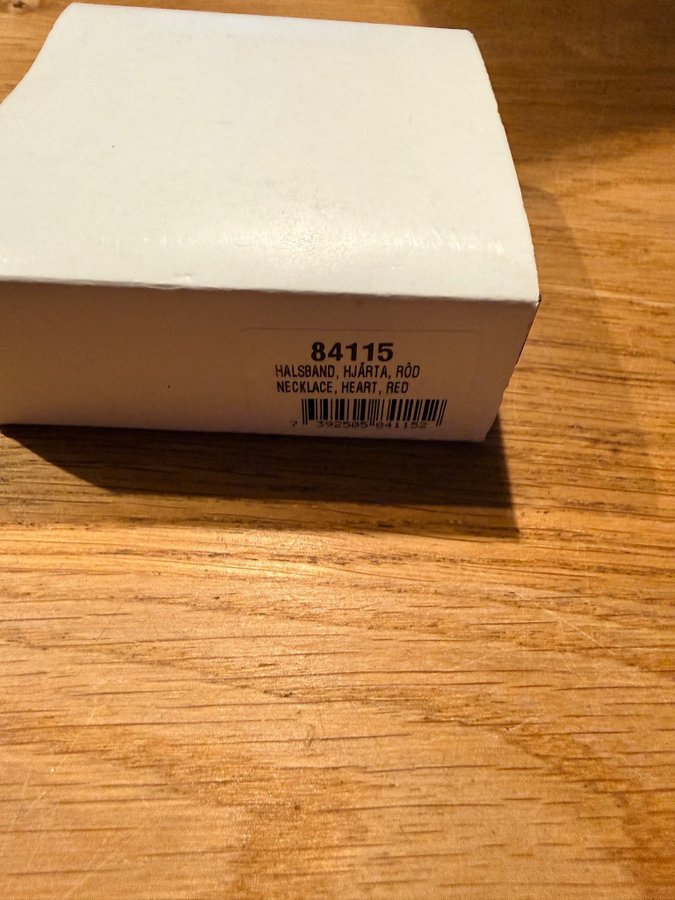 84115
HALSBAND, HJÄRTA, RÖD
NECKLACE, HEART, RED
7 392505 841152